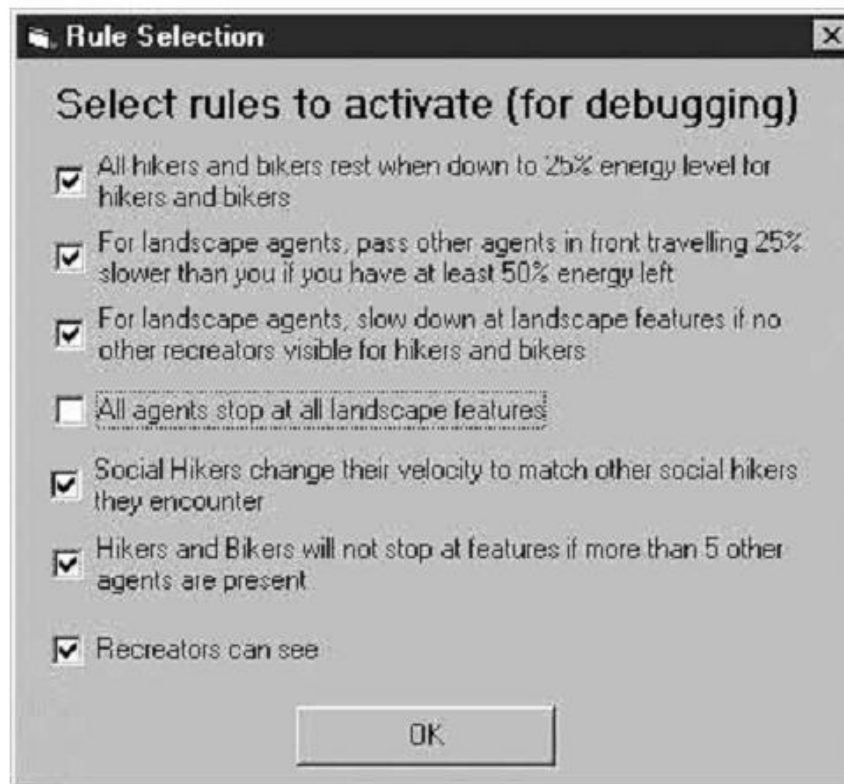 Rule Selection
Select rules to activate (for debugging)
All hikers and bikers rest when down to 25% energy level for
hikers and bikers
For landscape agents, pass other agents in front travelling 25%
slower than you if you have at least 50% energy left
For landscape agents, slow down at landscape features if no
other recreators visible for hikers and bikers
All agents stop at all landscape features
Social Hikers change their velocity to match other social hikers
they encounter
Hikers and Bikers will not stop at features if more than 5 other
agents are present
Recreators can see
OK